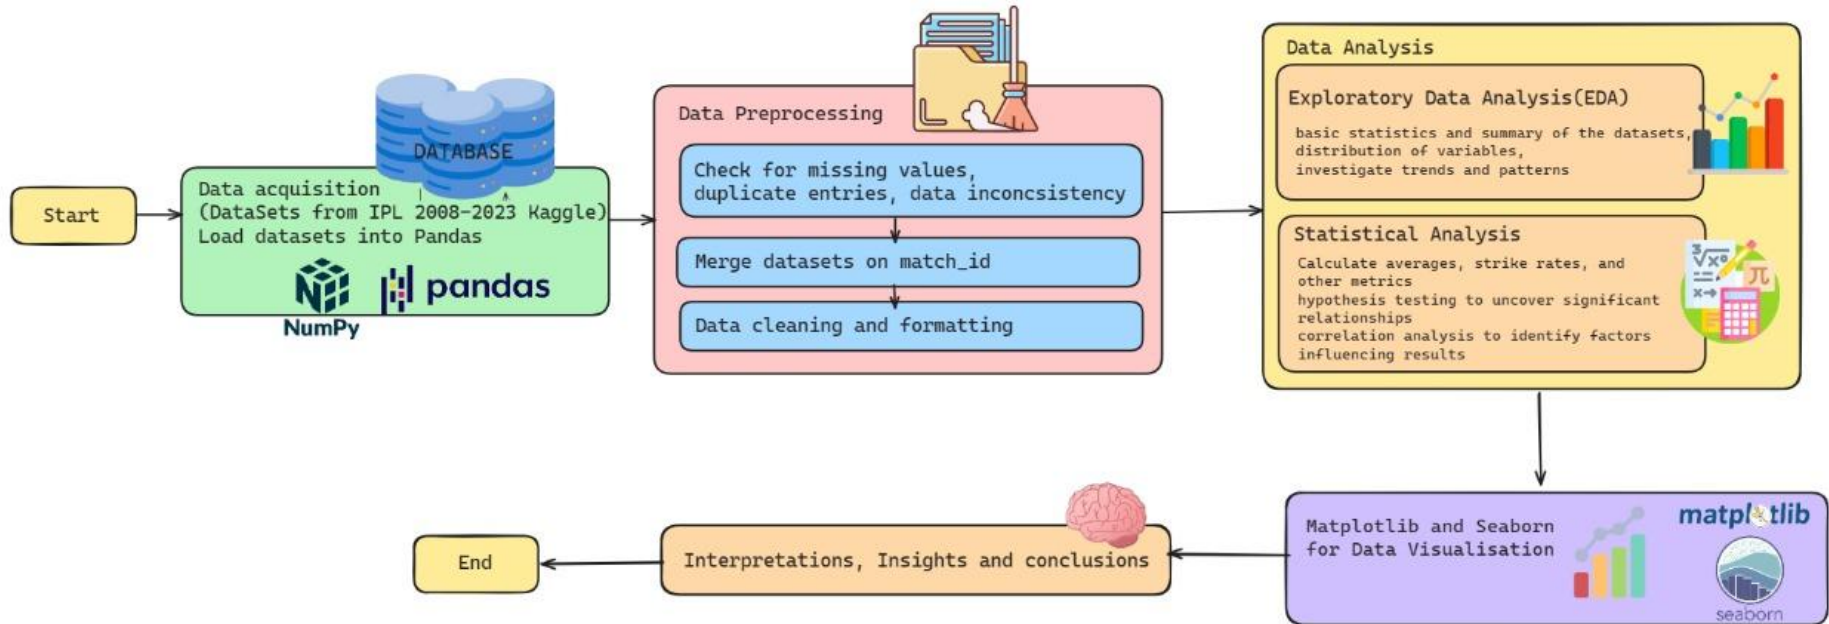 Start
DATABASE
Data acquisition
(DataSets from IPL 2008-2023 Kaggle)
Load datasets into Pandas
NumPy
pandas
Data Preprocessing
Check for missing values,
duplicate entries, data inconcsistency
Merge datasets on match_id
Data cleaning and formatting
Data Analysis
Exploratory Data Analysis(EDA)
basic statistics and summary of the datasets,
distribution of variables,
investigate trends and patterns
Statistical Analysis
Calculate averages, strike rates, and
other metrics
hypothesis testing to uncover significant
relationships
correlation analysis to identify factors
influencing results
Matplotlib and Seaborn
for Data Visualisation
matplotlib
seaborn
Interpretations, Insights and conclusions
End